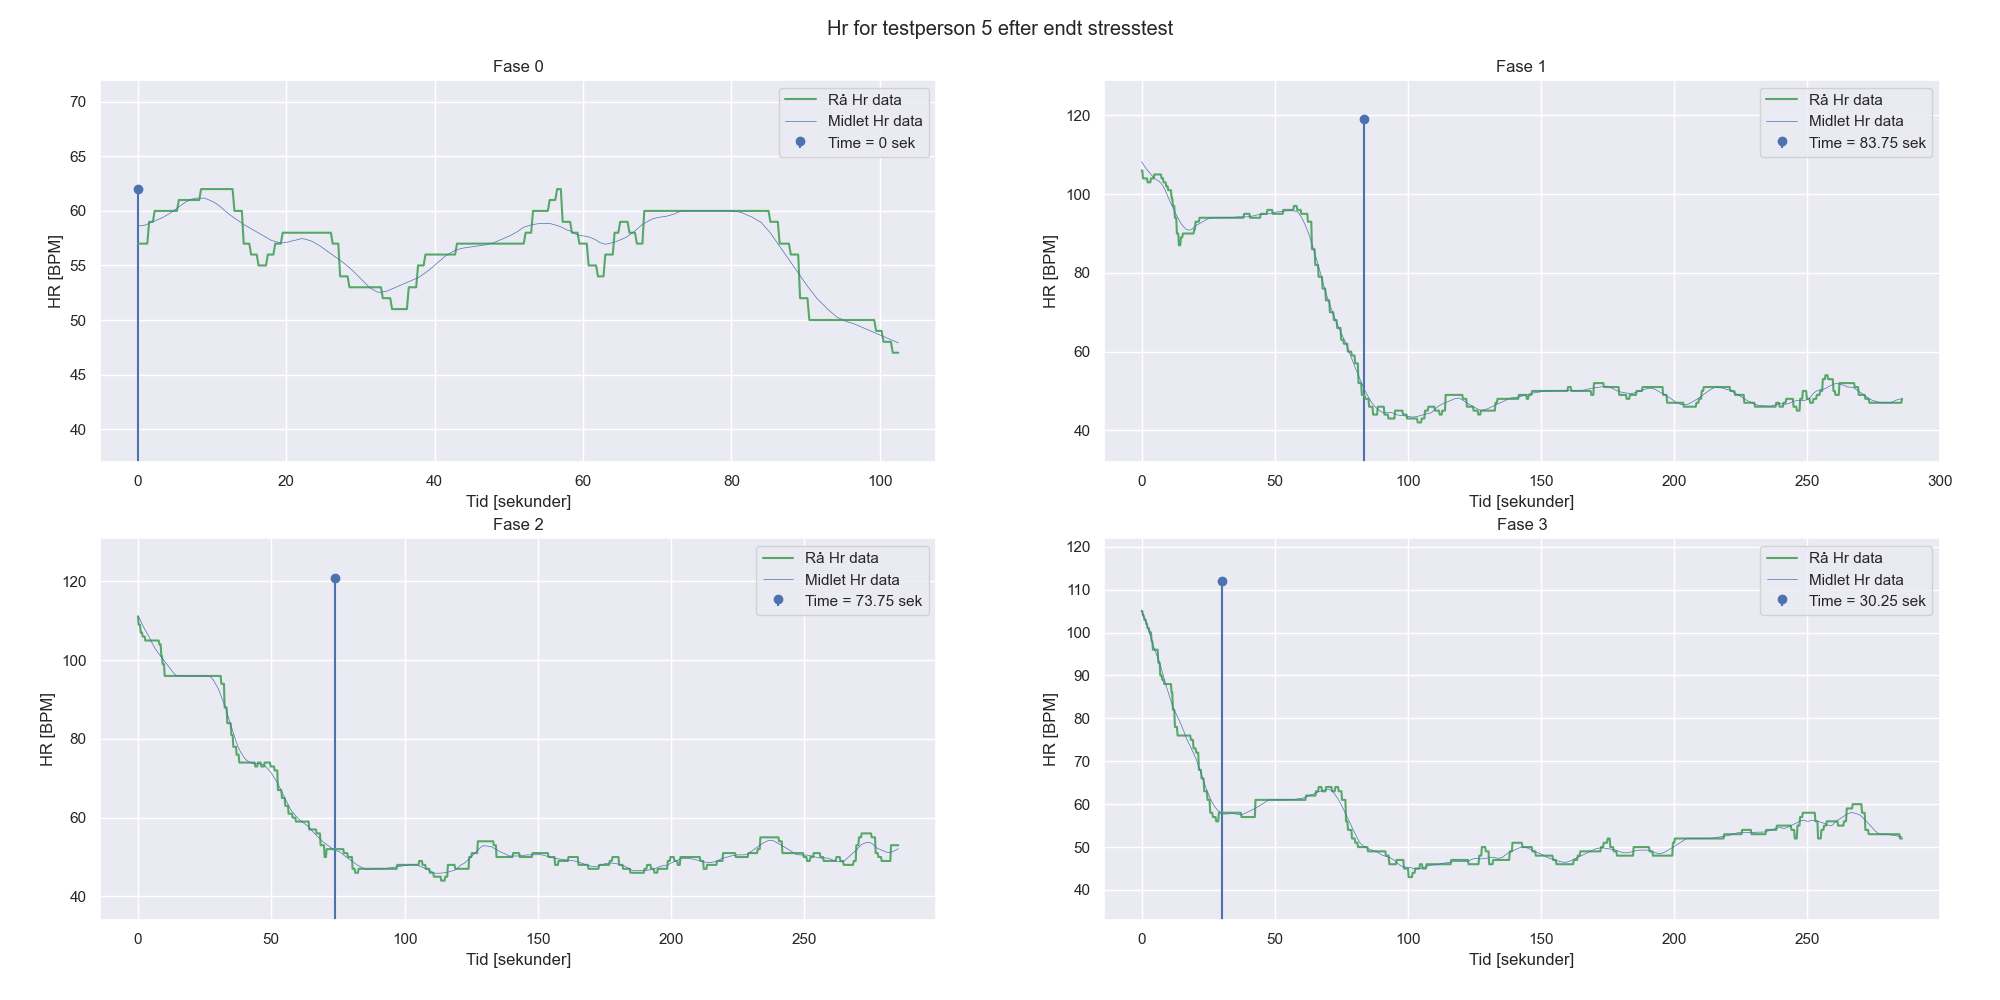 Hr for testperson 5 efter endt stresstest
Fase 0
70
65
60
55
50
45
40
HR [BPM]
Rå Hr data
Midlet Hr data
Time = 0 sek
0 20 40 60 80 100
Tid [sekunder]
Fase 1
120
100
80
60
40
HR [BPM]
Rå Hr data
Midlet Hr data
Time = 83.75 sek
0 50 100 150 200 250 300
Tid [sekunder]
Fase 2
120
100
80
60
40
HR [BPM]
Rå Hr data
Midlet Hr data
Time = 73.75 sek
0 50 100 150 200 250
Tid [sekunder]
Fase 3
120
110
100
90
80
70
60
50
40
HR [BPM]
Rå Hr data
Midlet Hr data
Time = 30.25 sek
0 50 100 150 200 250
Tid [sekunder]